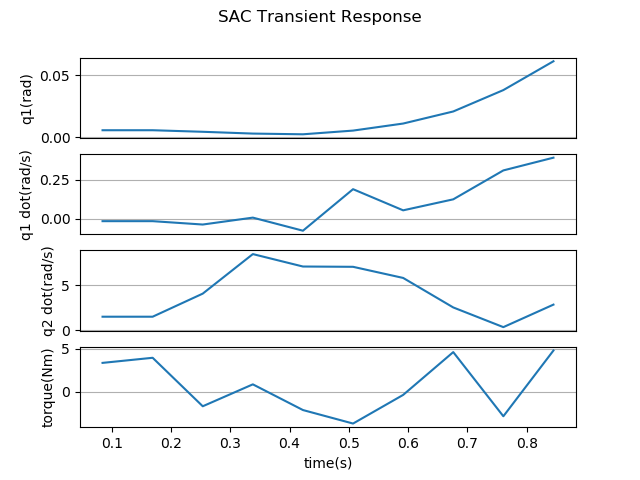 SAC Transient Response
0.05
0.00
q1(rad)
0.25
0.00
q1 dot(rad/s)
5
0
q2 dot(rad/s)
5
0
torque(Nm)
0.1 0.2 0.3 0.4 0.5 0.6 0.7 0.8
time(s)